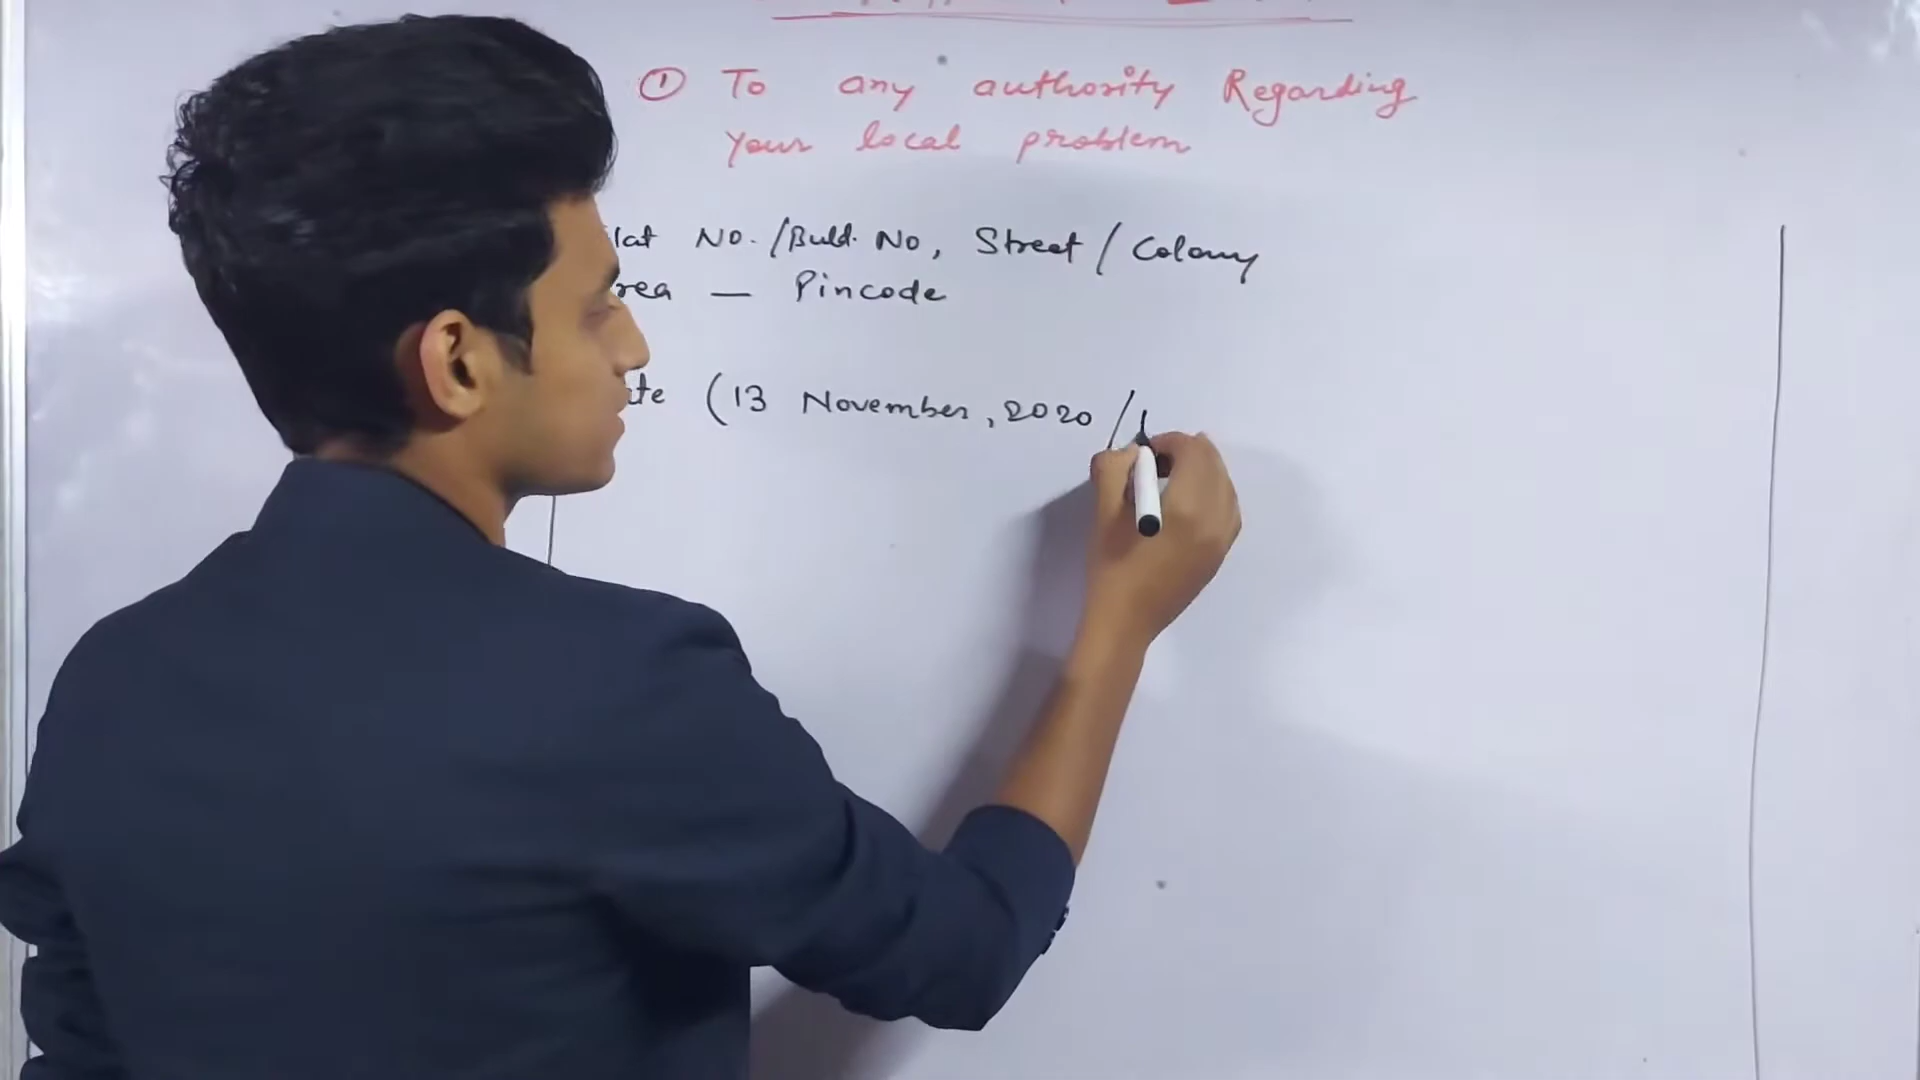 ① To any authority Regarding
your local problem
lat No. /Buld. No, Street / Colony
rea — Pincode
te (13 November, 2020 /